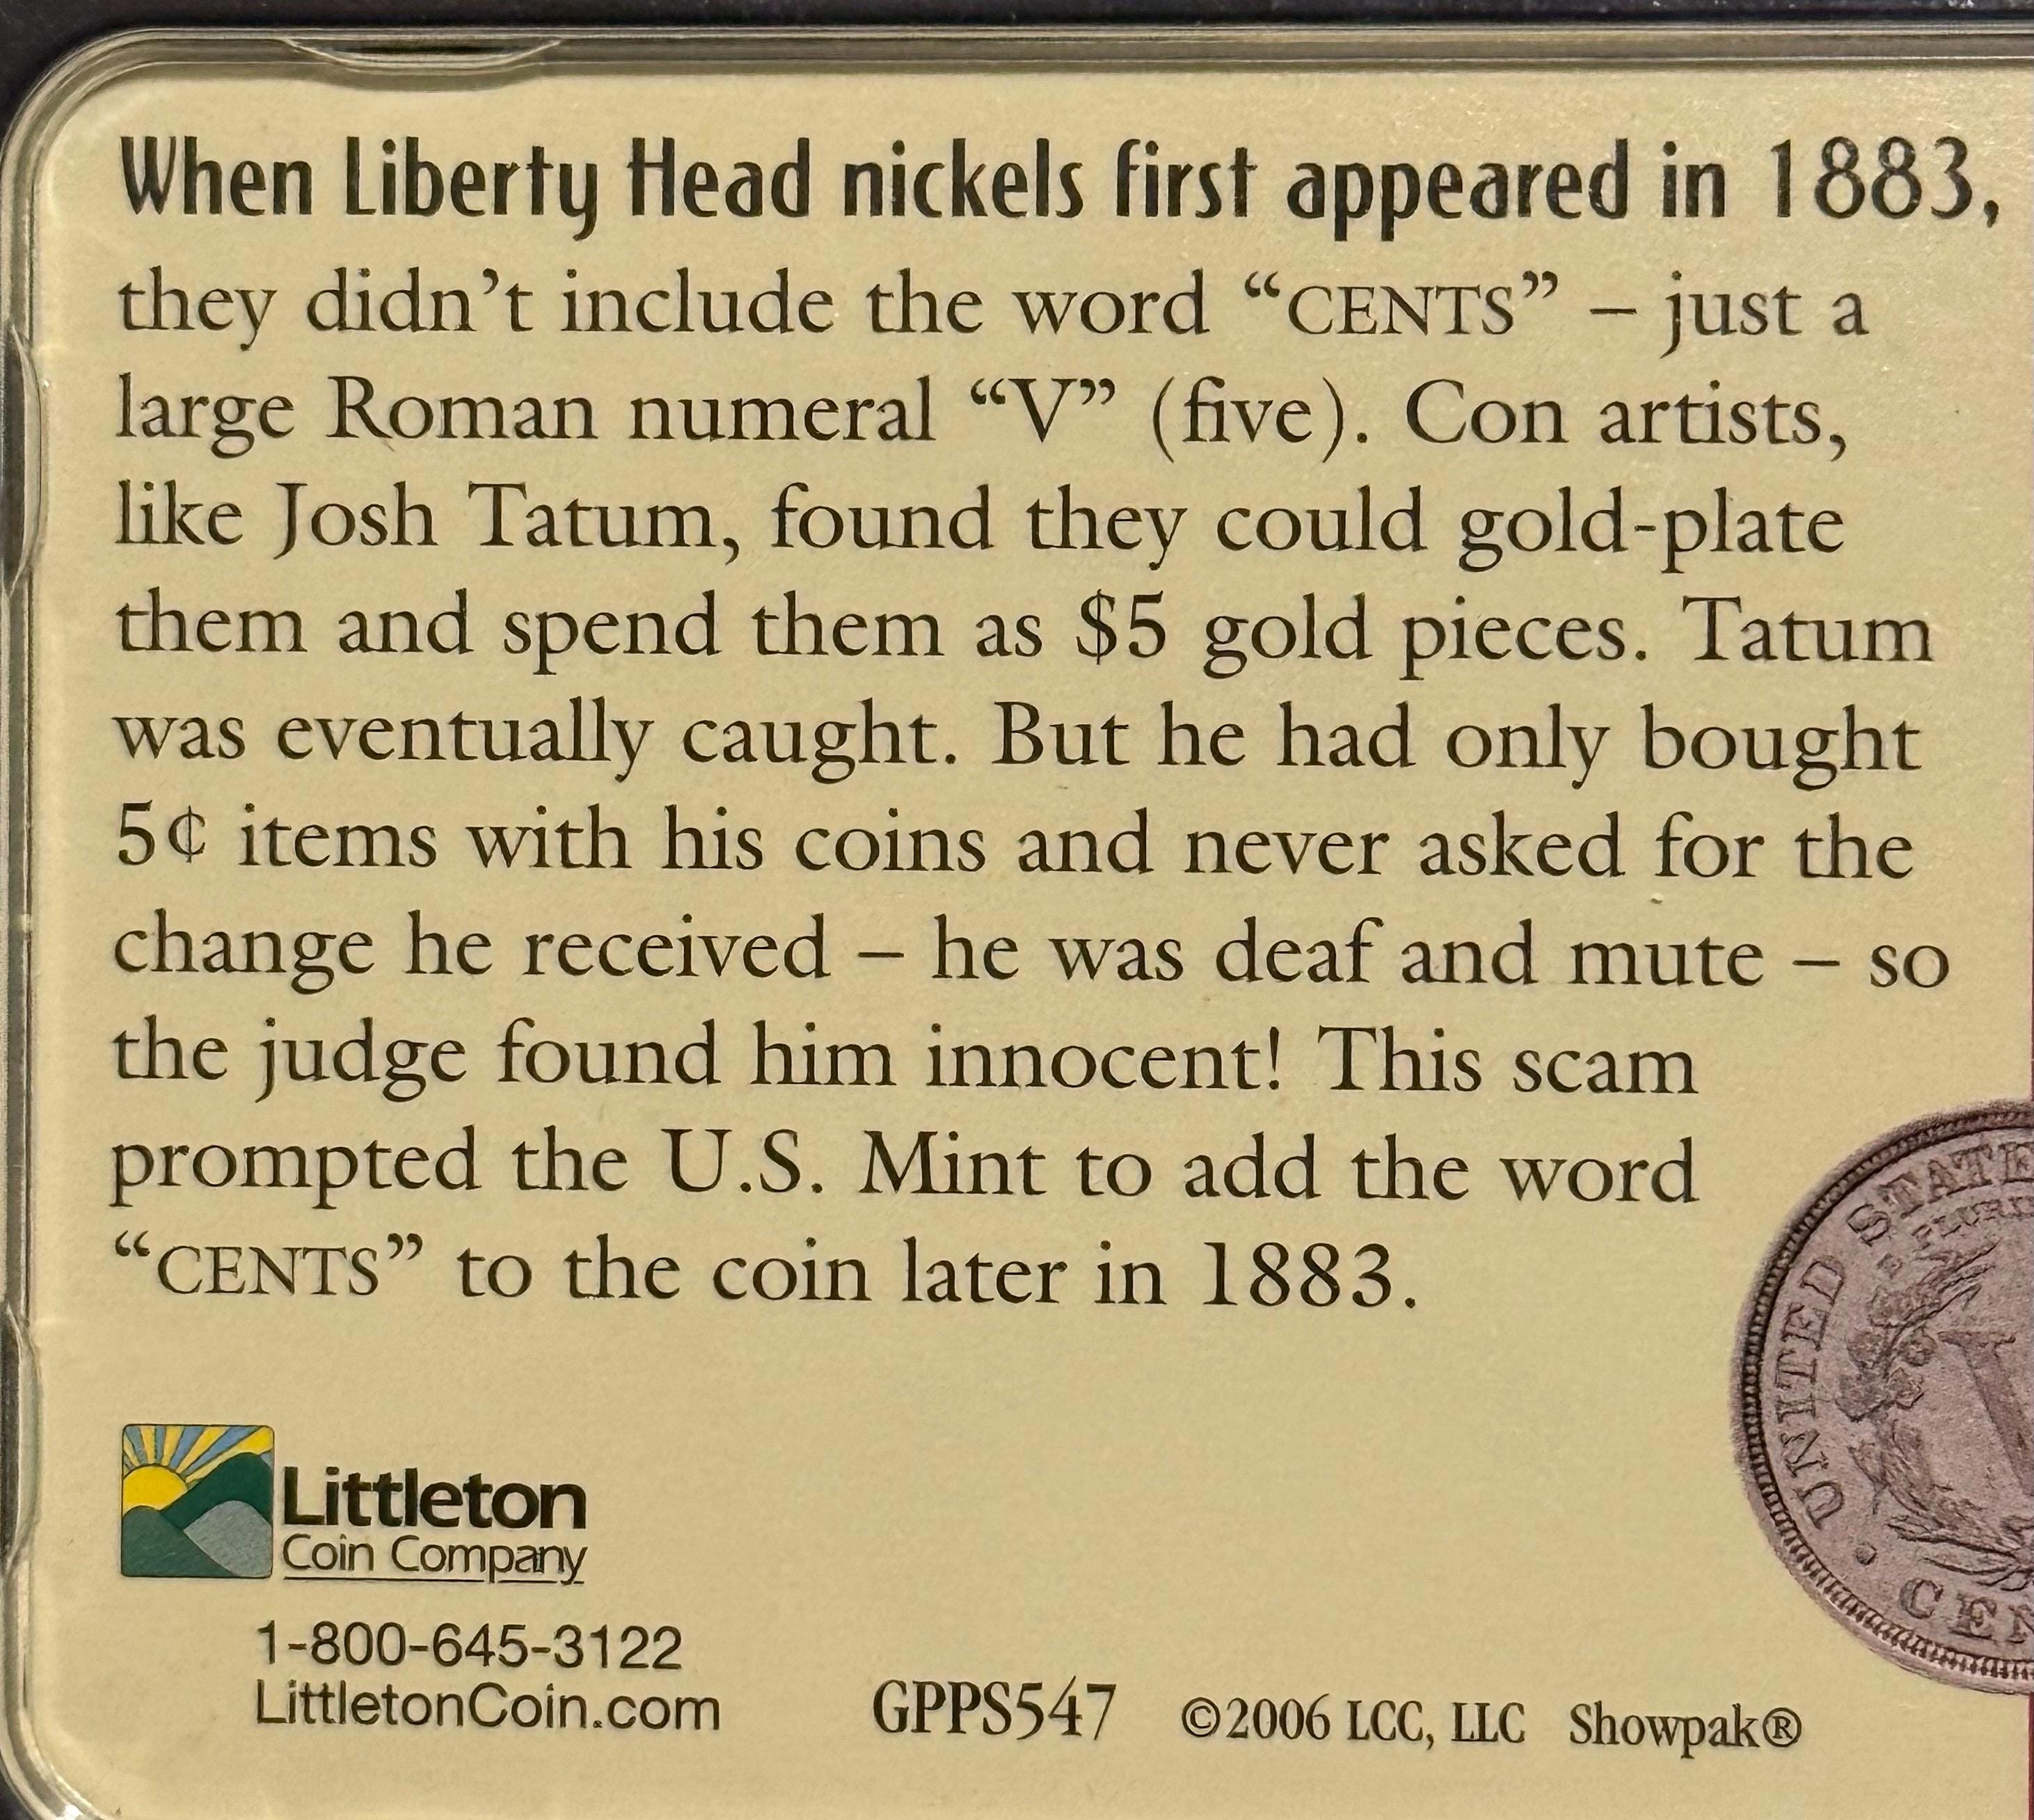 When Liberty Head nickels first appeared in 1883,
they didn’t include the word “CENTS” – just a
large Roman numeral “V” (five). Con artists,
like Josh Tatum, found they could gold-plate
them and spend them as $5 gold pieces. Tatum
was eventually caught. But he had only bought
5¢ items with his coins and never asked for the
change he received – he was deaf and mute – so
the judge found him innocent! This scam
prompted the U.S. Mint to add the word
“CENTS” to the coin later in 1883.
UNITED STATE
PLURI
V
CEN
Littleton
Coin Company
1-800-645-3122
LittletonCoin.com
GPPS547 ©2006 LCC, LLC Showpak®